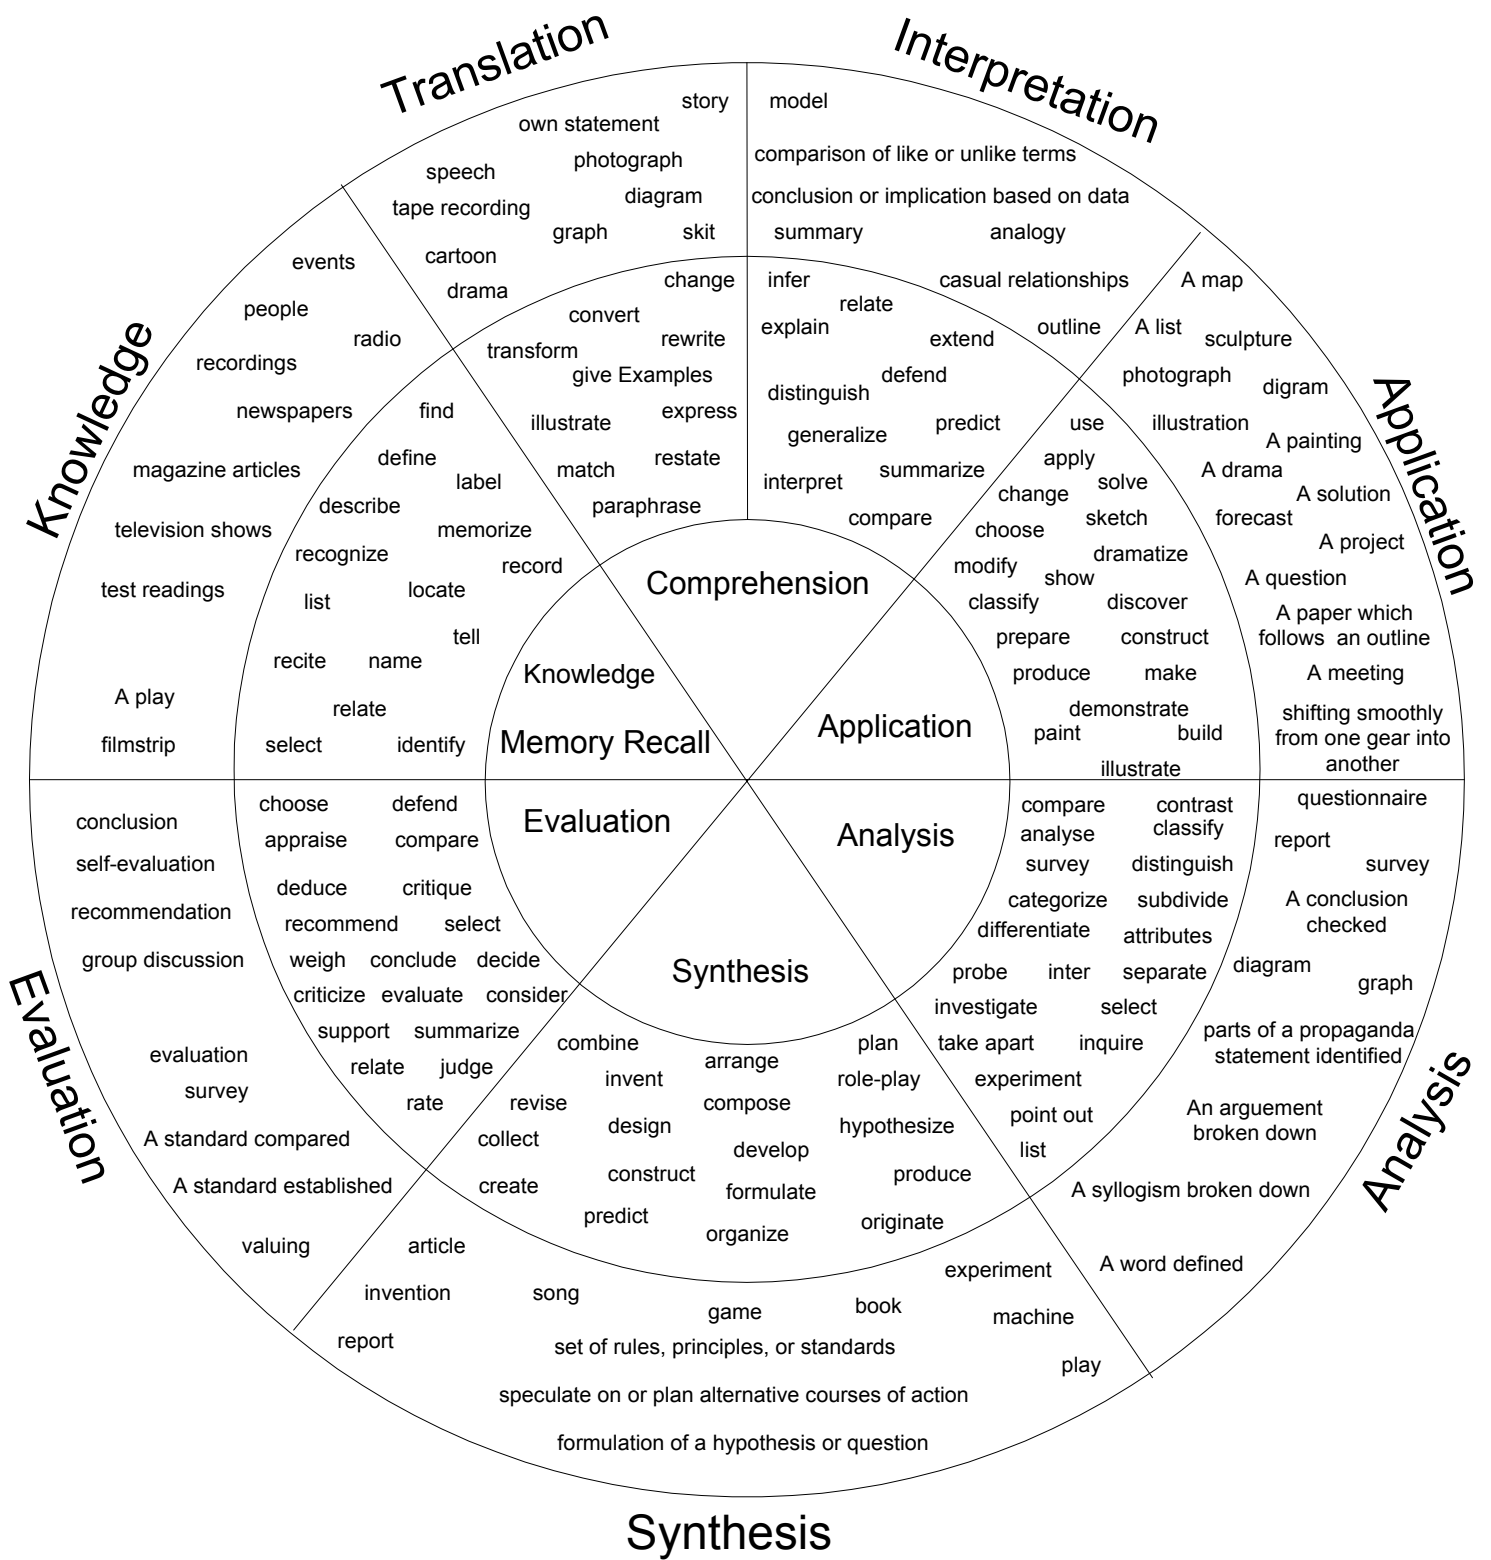 Translation
Interpretation
Knowledge
Application
Evaluation
Analysis
Synthesis
story
own statement
photograph
speech
diagram
tape recording
graph
skit
cartoon
drama
model
comparison of like or unlike terms
conclusion or implication based on data
summary
analogy
casual relationships
outline
change
convert
rewrite
transform
give Examples
illustrate
express
match
restate
paraphrase
infer
relate
explain
extend
defend
distinguish
generalize
predict
summarize
interpret
compare
Comprehension
events
people
radio
recordings
newspapers
magazine articles
television shows
test readings
A play
filmstrip
find
define
label
describe
memorize
recognize
record
list
locate
tell
recite
name
relate
select
identify
Knowledge
Memory Recall
A map
A list
sculpture
photograph
digram
illustration
A painting
A drama
A solution
forecast
A project
A question
A paper which
follows an outline
A meeting
shifting smoothly
from one gear into
another
use
apply
solve
change
sketch
choose
dramatize
modify
show
classify
discover
prepare
construct
produce
make
demonstrate
paint
build
illustrate
Application
Evaluation
choose
defend
appraise
compare
deduce
critique
recommend
select
weigh
conclude
decide
criticize
evaluate
consider
support
summarize
relate
judge
rate
conclusion
self-evaluation
recommendation
group discussion
evaluation
survey
A standard compared
A standard established
valuing
Analysis
compare
contrast
analyse
classify
survey
distinguish
categorize
subdivide
differentiate
attributes
probe
inter
separate
investigate
select
take apart
inquire
experiment
point out
list
questionnaire
report
survey
A conclusion
checked
diagram
graph
parts of a propaganda
statement identified
An arguement
broken down
A syllogism broken down
A word defined
Synthesis
combine
arrange
plan
invent
role-play
revise
compose
design
hypothesize
collect
develop
construct
produce
create
formulate
predict
originate
organize
article
experiment
invention
song
game
book
machine
report
set of rules, principles, or standards
play
speculate on or plan alternative courses of action
formulation of a hypothesis or question